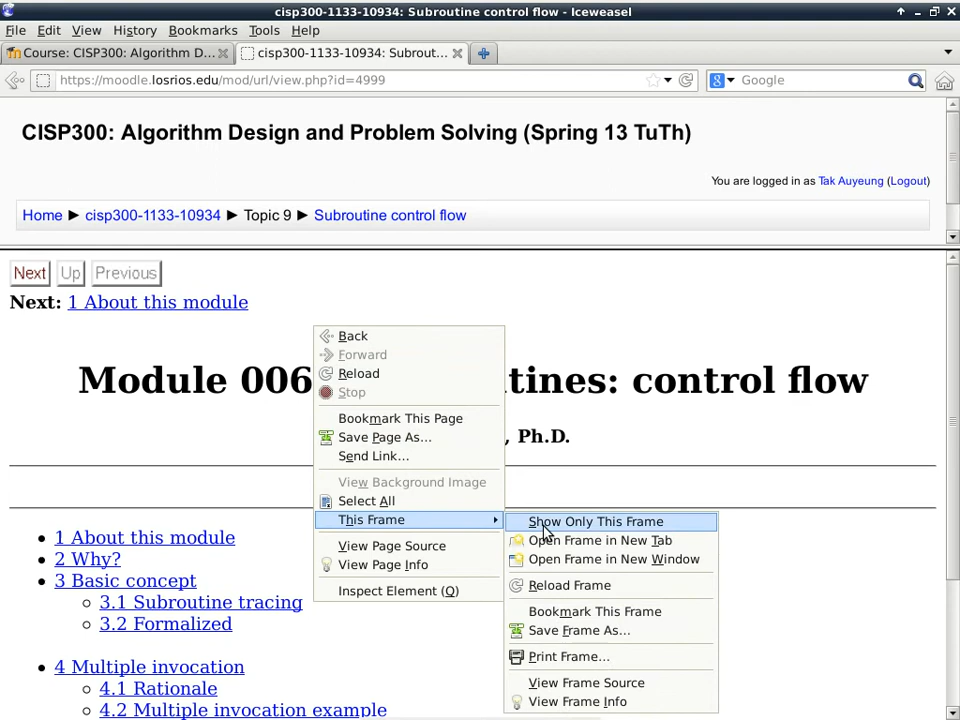 cisp300-1133-10934: Subroutine control flow - Iceweasel
File Edit View History Bookmarks Tools Help
Course: CISP300: Algorithm D... cisp300-1133-10934: Subrout...
https://moodle.losrios.edu/mod/url/view.php?id=4999
Google
CISP300: Algorithm Design and Problem Solving (Spring 13 TuTh)
You are logged in as Tak Auyeung (Logout)
Home ► cisp300-1133-10934 ► Topic 9 ► Subroutine control flow
Next Up Previous
Next: 1 About this module
Module 006 tines: control flow
, Ph.D.
1 About this module
2 Why?
3 Basic concept
3.1 Subroutine tracing
3.2 Formalized
4 Multiple invocation
4.1 Rationale
4.2 Multiple invocation example
Back
Forward
Reload
Stop
Bookmark This Page
Save Page As...
Send Link...
View Background Image
Select All
This Frame
View Page Source
View Page Info
Inspect Element (Q)
Show Only This Frame
Open Frame in New Tab
Open Frame in New Window
Reload Frame
Bookmark This Frame
Save Frame As...
Print Frame...
View Frame Source
View Frame Info